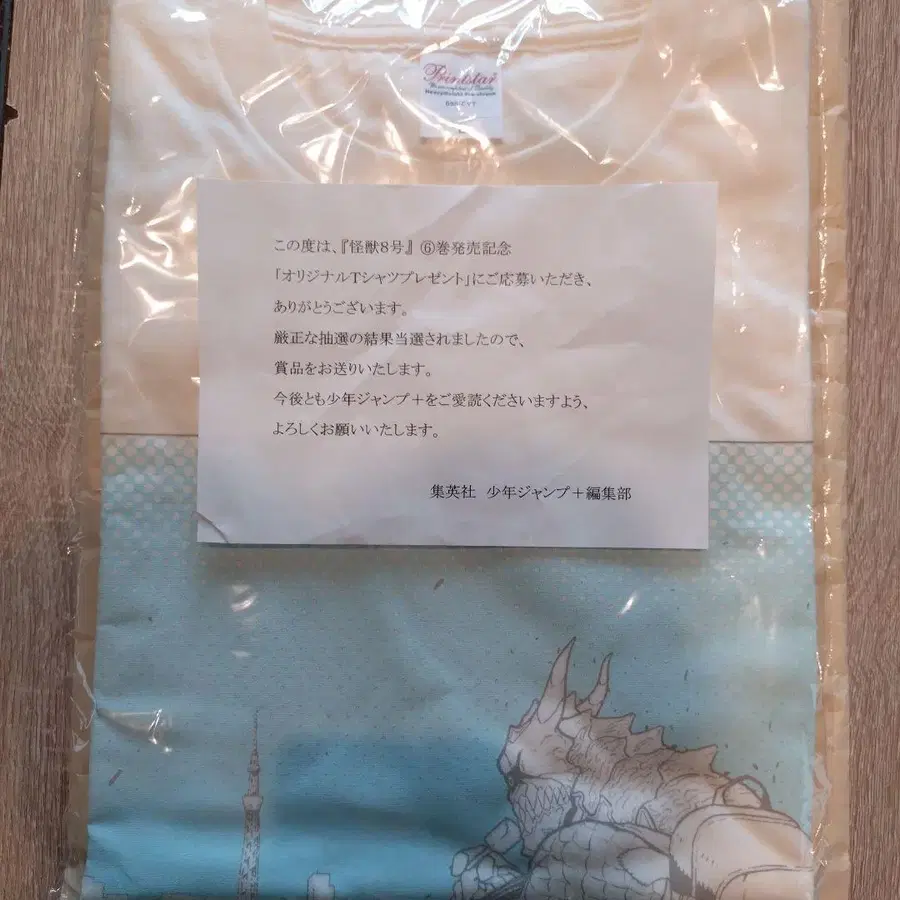 Printstar
この度は、『怪獣8号』 ⑥巻発売記念
「オリジナルTシャツプレゼント」にご応募いただき、
ありがとうございます。
厳正な抽選の結果当選されましたので、
賞品をお送りいたします。
今後とも少年ジャンプ＋をご愛読くださいますよう、
よろしくお願いいたします。
集英社　少年ジャンプ＋編集部